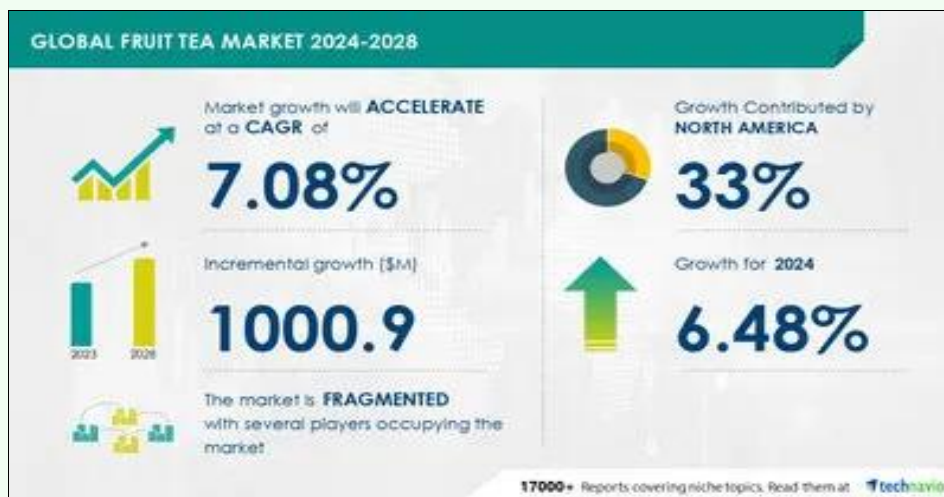 GLOBAL FRUIT TEA MARKET 2024-2028
Market growth will ACCELERATE
at a CAGR of
7.08%
Incremental growth ($M)
1000.9
2023
2028
The market is FRAGMENTED
with several players occupying the
market
Growth Contributed by
NORTH AMERICA
33%
Growth for 2024
6.48%
17000+ Reports covering niche topics. Read them at technavio